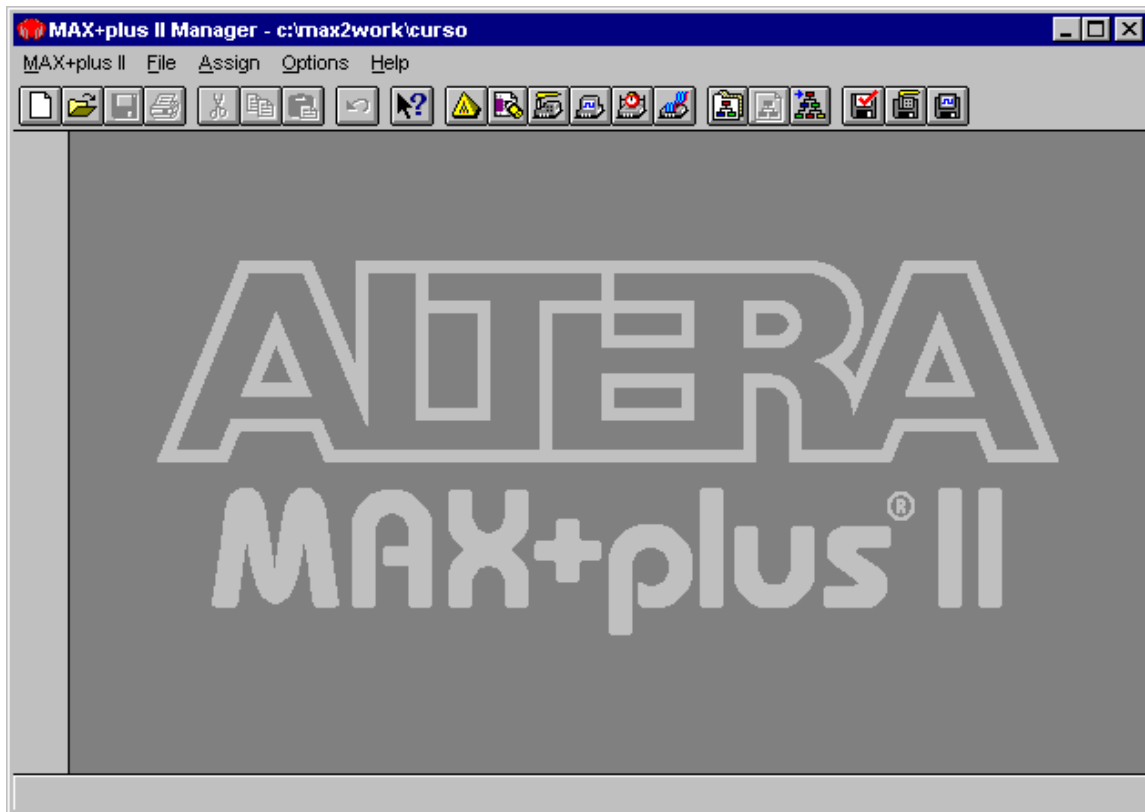 MAX+plus II Manager - c:\max2work\curso
MAX+plus II File Assign Options Help
ALTERA
MAX+plus® II